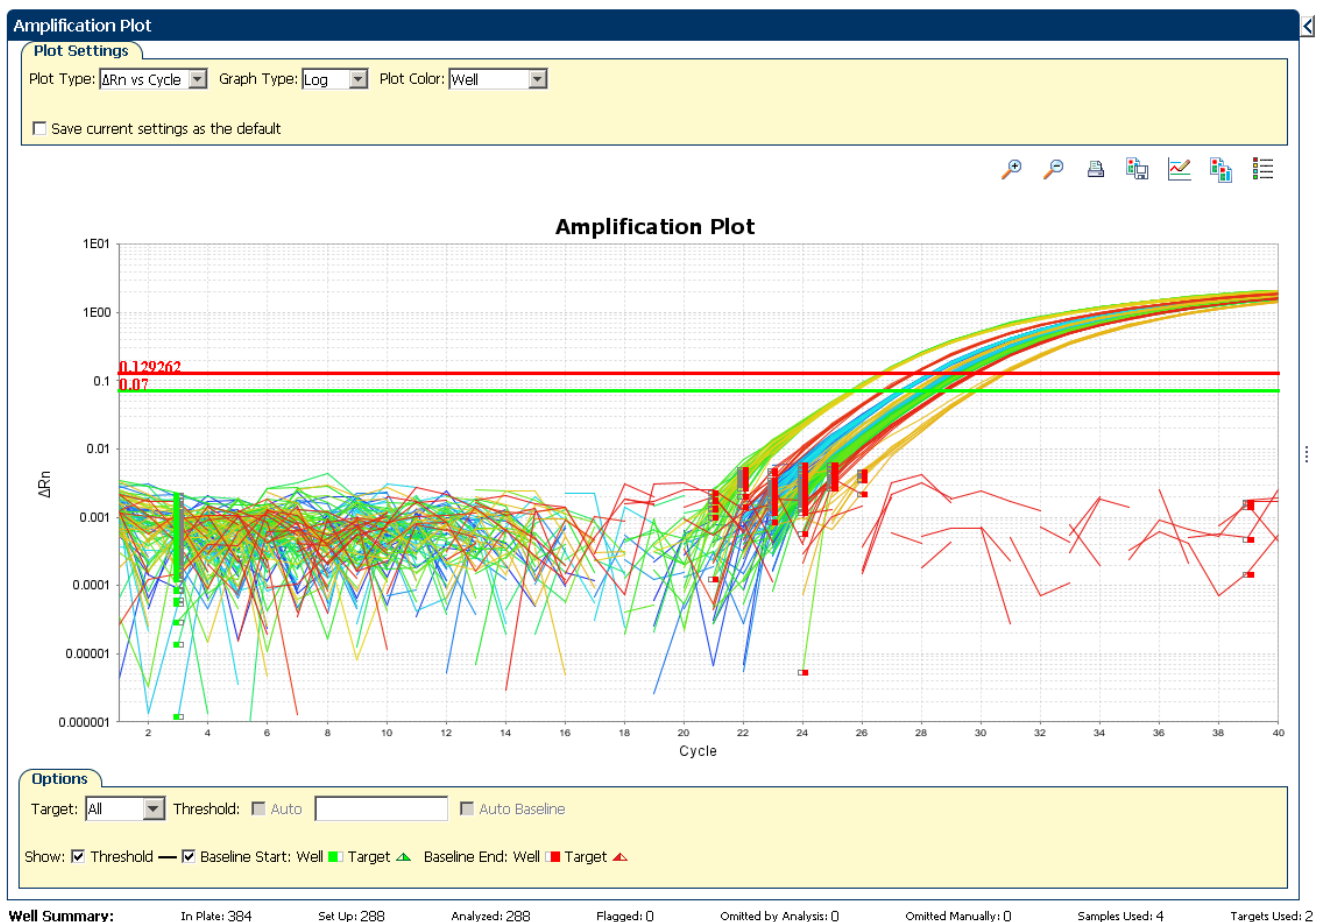 Amplification Plot
Plot Settings
Plot Type: ΔRn vs Cycle Graph Type: Log Plot Color: Well
Save current settings as the default
Amplification Plot
1E01
1E00
0.129262
0.1
0.07
0.01
ΔRn
0.001
0.0001
0.00001
0.000001
2 4 6 8 10 12 14 16 18 20 22 24 26 28 30 32 34 36 38 40
Cycle
Options
Target: All Threshold: Auto Auto Baseline
Show: Threshold Baseline Start: Well Target Baseline End: Well Target
Well Summary: In Plate: 384 Set Up: 288 Analyzed: 288 Flagged: 0 Omitted by Analysis: 0 Omitted Manually: 0 Samples Used: 4 Targets Used: 2